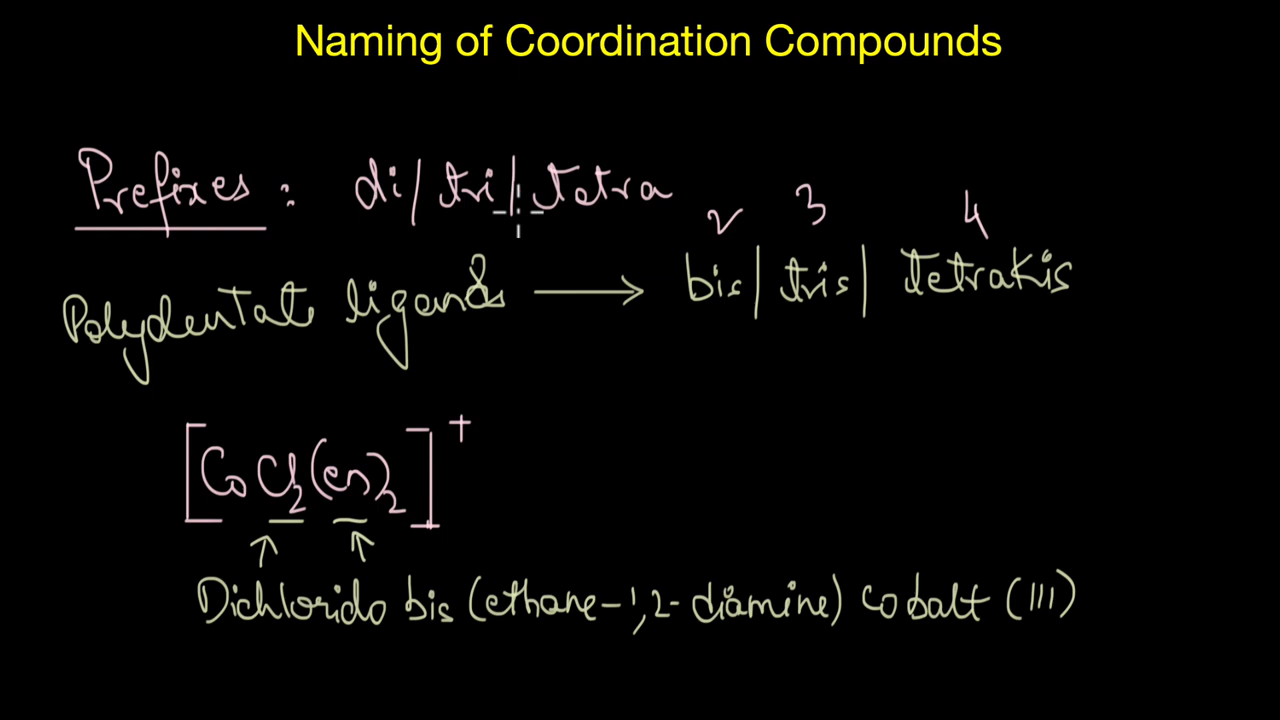 Naming of Coordination Compounds
Prefixes : di/tri/tetra
2 3 4
Polydentate ligands → bis/tris/tetrakis
[CoCl₂(en)₂]⁺
↑ ↑
Dichlorido bis (ethane-1,2-diamine) cobalt (III)